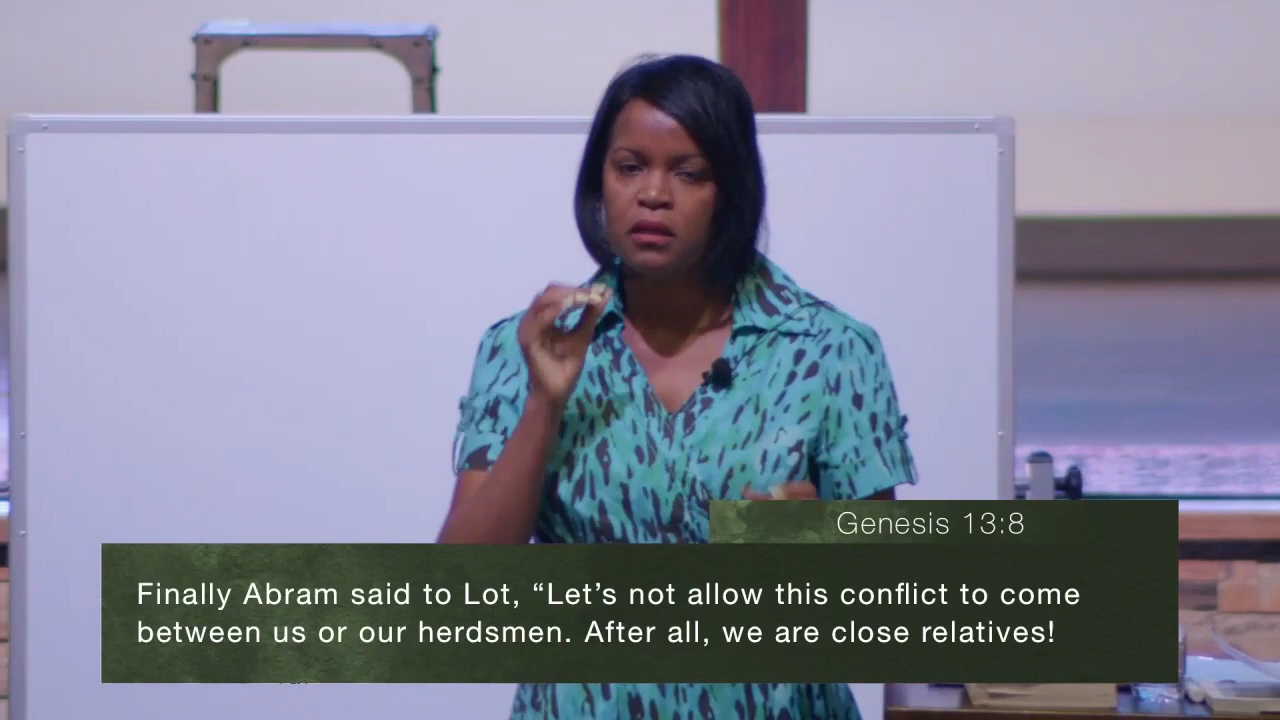 Genesis 13:8
Finally Abram said to Lot, “Let’s not allow this conflict to come
between us or our herdsmen. After all, we are close relatives!